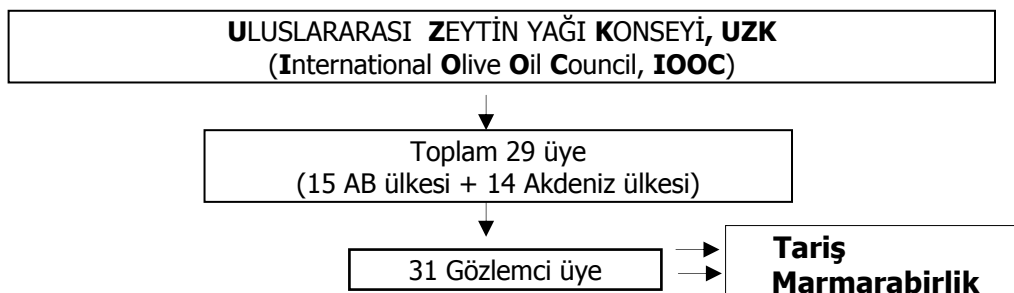 ULUSLARARASI ZEYTİN YAĞI KONSEYİ, UZK
(International Olive Oil Council, IOOC)
Toplam 29 üye
(15 AB ülkesi + 14 Akdeniz ülkesi)
31 Gözlemci üye
Tariş
Marmarabirlik